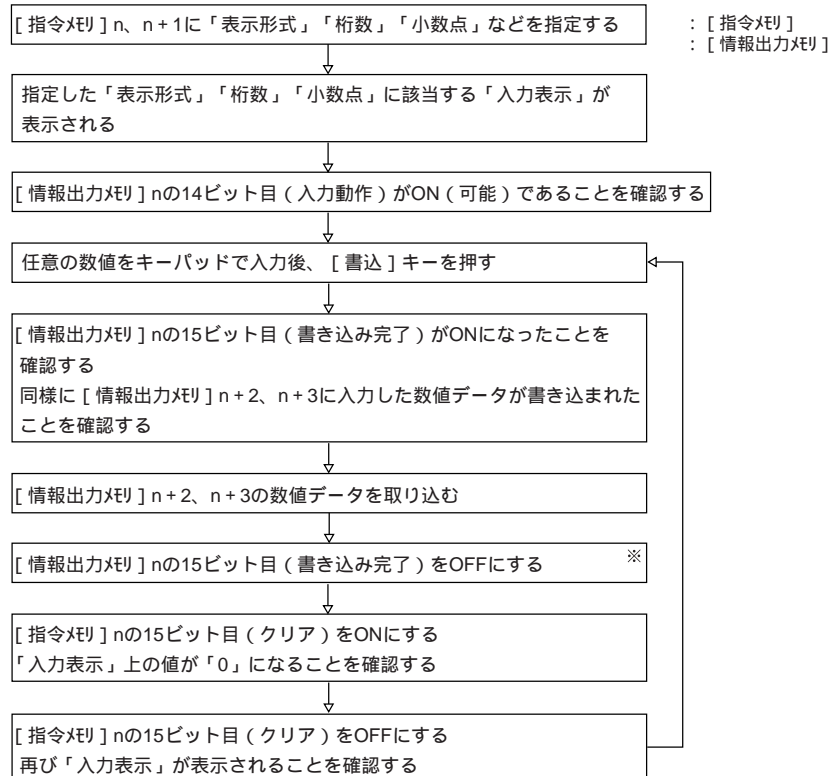 [ 指令ﾒﾓﾘ ] n、n + 1に「表示形式」「桁数」「小数点」などを指定する
: [ 指令ﾒﾓﾘ ]
: [ 情報出力ﾒﾓﾘ ]
指定した「表示形式」「桁数」「小数点」に該当する「入力表示」が
表示される
[ 情報出力ﾒﾓﾘ ] nの14ビット目 ( 入力動作 ) がON ( 可能 ) であることを確認する
任意の数値をキーパッドで入力後、 [ 書込 ] キーを押す
[ 情報出力ﾒﾓﾘ ] nの15ビット目 ( 書き込み完了 ) がONになったことを
確認する
同様に [ 情報出力ﾒﾓﾘ ] n + 2、n + 3に入力した数値データが書き込まれた
ことを確認する
[ 情報出力ﾒﾓﾘ ] n + 2、n + 3の数値データを取り込む
[ 情報出力ﾒﾓﾘ ] nの15ビット目 ( 書き込み完了 ) をOFFにする ※
[ 指令ﾒﾓﾘ ] nの15ビット目 ( クリア ) をONにする
「入力表示」上の値が「0」になることを確認する
[ 指令ﾒﾓﾘ ] nの15ビット目 ( クリア ) をOFFにする
再び「入力表示」が表示されることを確認する